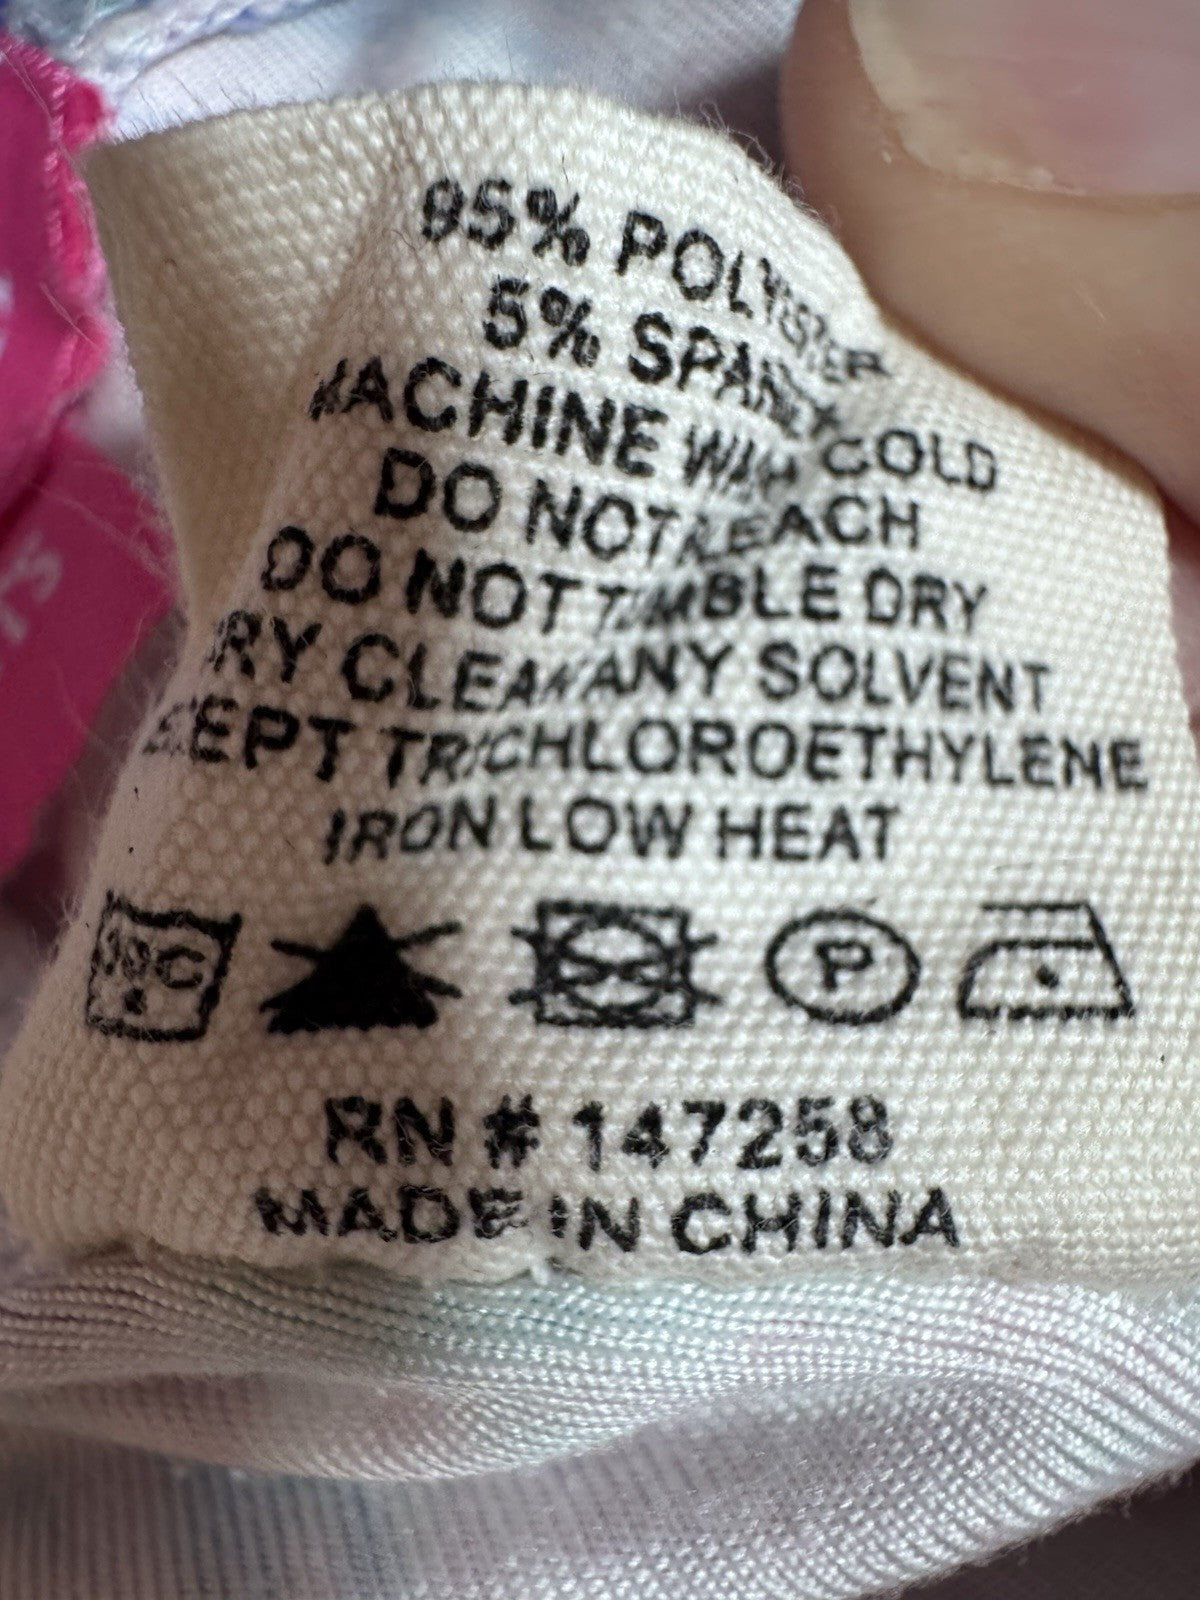 95% POLYESTER
5% SPANDEX
MACHINE WASH COLD
DO NOT BLEACH
DO NOT TUMBLE DRY
DRY CLEAN ANY SOLVENT
EXCEPT TRICHLOROETHYLENE
IRON LOW HEAT
P
RN # 147258
MADE IN CHINA